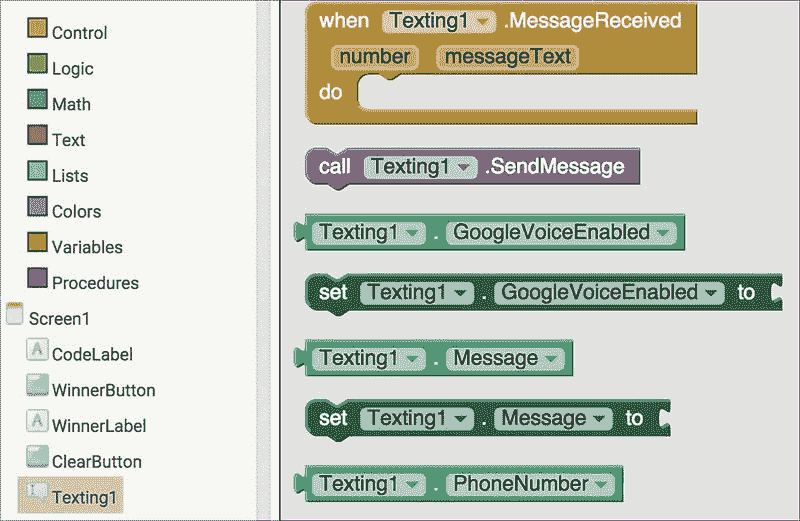 Control
Logic
Math
Text
Lists
Colors
Variables
Procedures
Screen1
CodeLabel
WinnerButton
WinnerLabel
ClearButton
Texting1
when Texting1 .MessageReceived
number messageText
do
call Texting1 .SendMessage
Texting1 . GoogleVoiceEnabled
set Texting1 . GoogleVoiceEnabled to
Texting1 . Message
set Texting1 . Message to
Texting1 . PhoneNumber